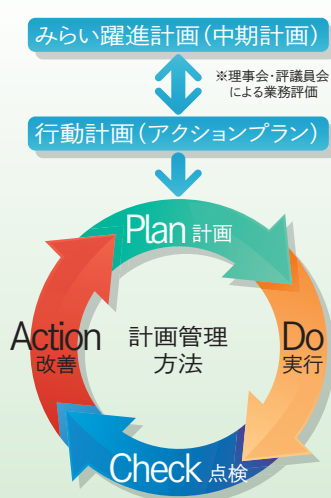 みらい躍進計画(中期計画)
※理事会・評議員会
による業務評価
行動計画(アクションプラン)
Plan 計画
Do
実行
Check 点検
Action
改善
計画管理
方法